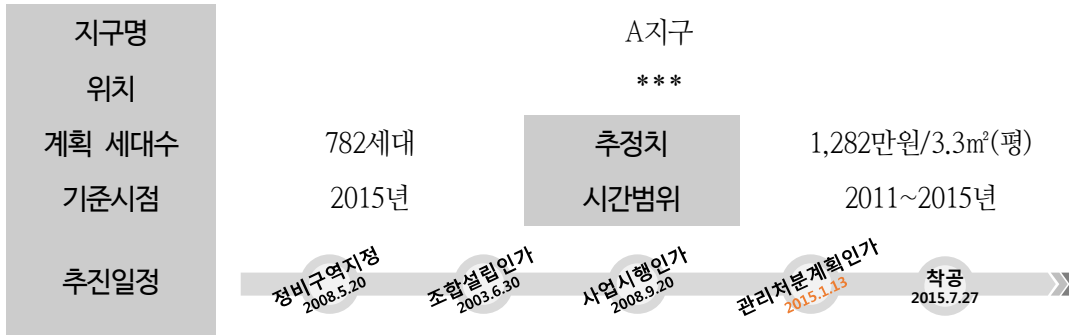 지구명 A지구
위치 ***
계획 세대수 782세대 추정치 1,282만원/3.3㎡(평)
기준시점 2015년 시간범위 2011~2015년
추진일정
정비구역지정
2008.5.20
조합설립인가
2003.6.30
사업시행인가
2008.9.20
관리처분계획인가
2015.1.13
착공
2015.7.27